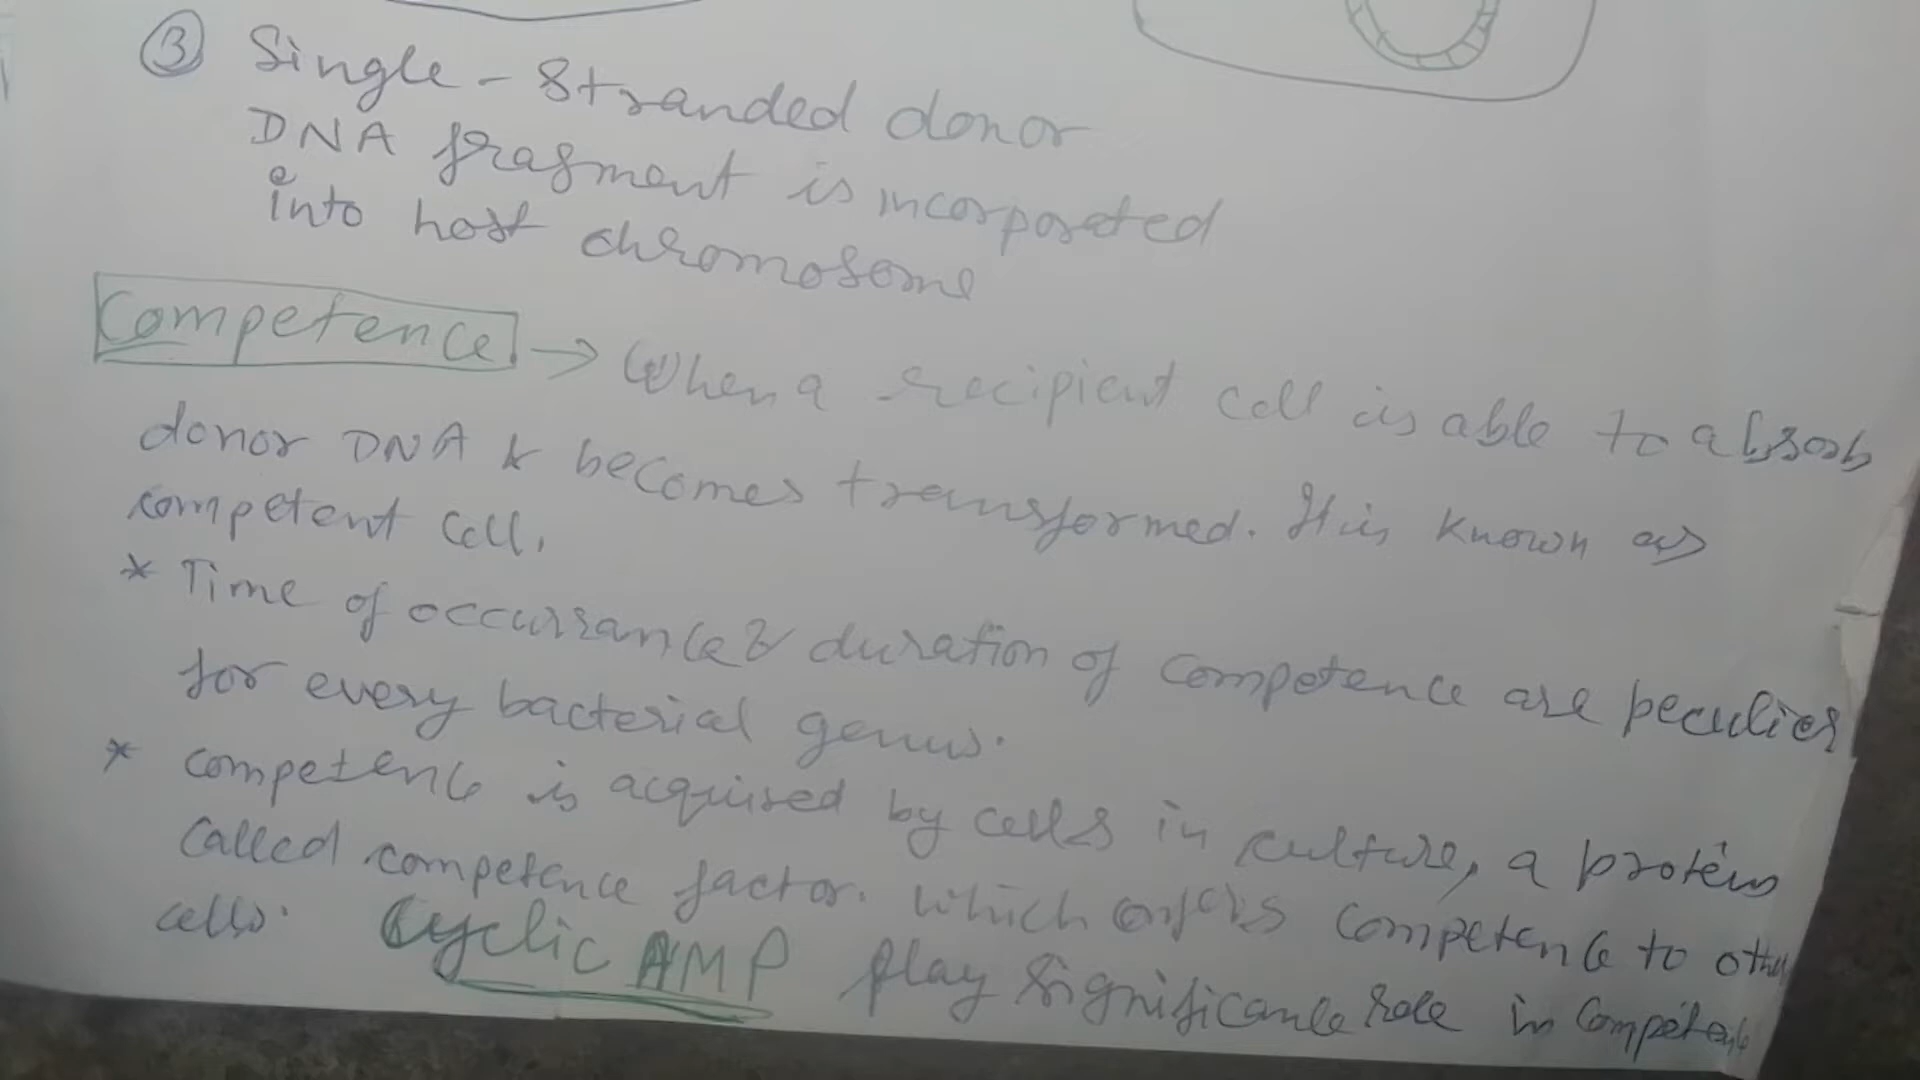 ③ Single-Stranded donor
DNA fragment is incorporated
into host chromosome
Competence → When a recipient cell is able to absorb
donor DNA & becomes transformed. It is known as
competent cell.
* Time of occurrance & duration of competence are peculier
for every bacterial genus.
* competence is acquired by cells in culture, a protein
called competence factor. which offers competence to other
cells. Cyclic AMP play significance role in Competence